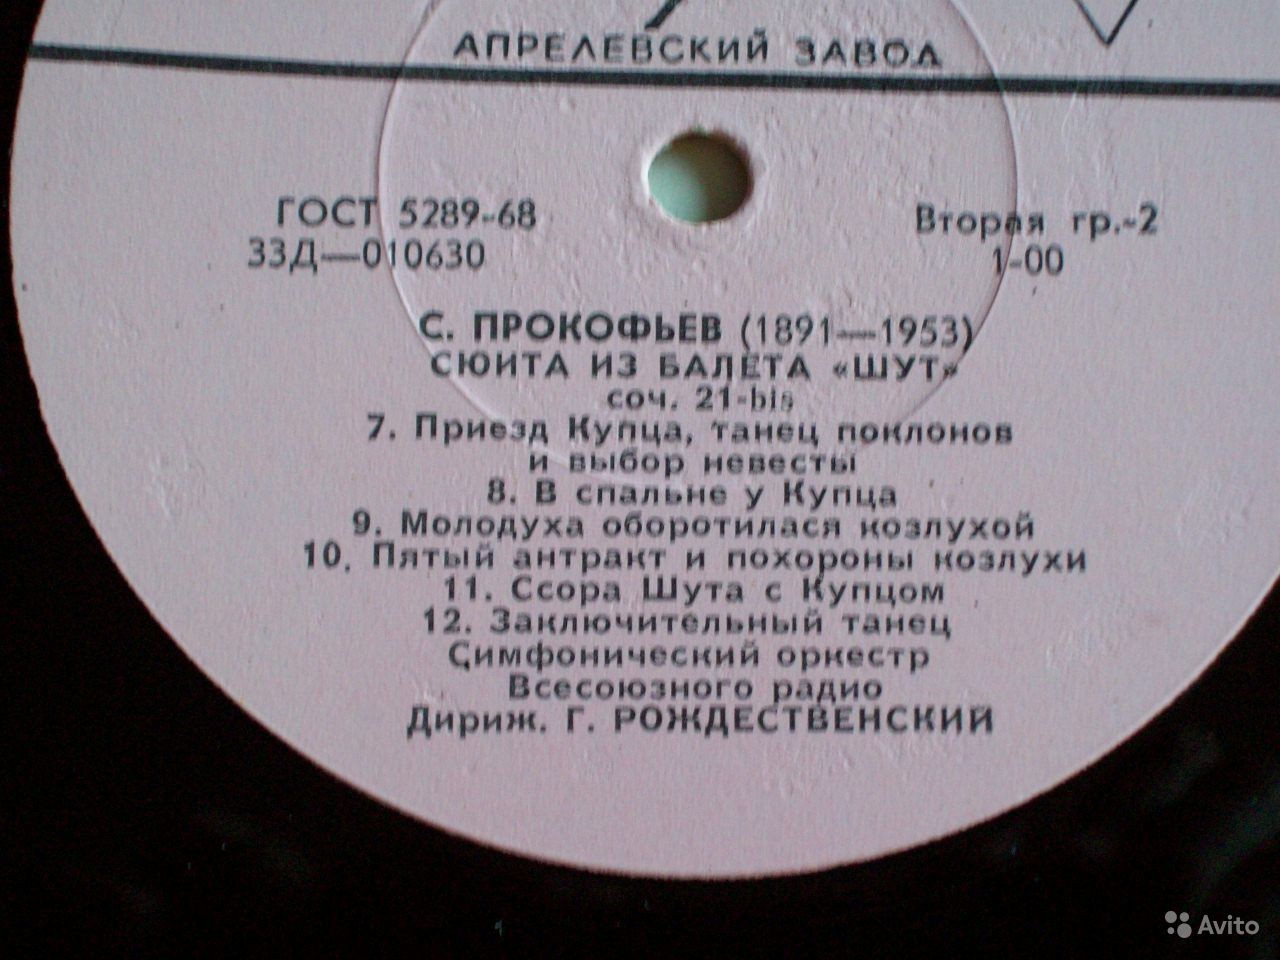 АПРЕЛЕВСКИЙ ЗАВОД
ГОСТ 5289-68
33Д—010630
Вторая гр.-2
1-00
С. ПРОКОФЬЕВ (1891—1953)
СЮИТА ИЗ БАЛЕТА «ШУТ»
соч. 21-bis
7. Приезд Купца, танец поклонов
и выбор невесты
8. В спальне у Купца
9. Молодуха оборотилася козлухой
10. Пятый антракт и похороны козлухи
11. Ссора Шута с Купцом
12. Заключительный танец
Симфонический оркестр
Всесоюзного радио
Дириж. Г. РОЖДЕСТВЕНСКИЙ
Avito